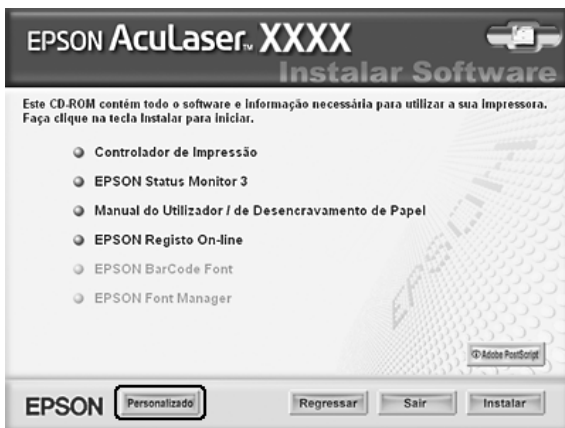 EPSON AcuLaser™ XXXX
Instalar Software
Este CD-ROM contém todo o software e informação necessária para utilizar a sua impressora.
Faça clique na tecla Instalar para iniciar.
Controlador de Impressão
EPSON Status Monitor 3
Manual do Utilizador / de Desencravamento de Papel
EPSON Registo On-line
EPSON BarCode Font
EPSON Font Manager
EPSON
Adobe PostScript
EPSON
Personalizado
Regressar
Sair
Instalar